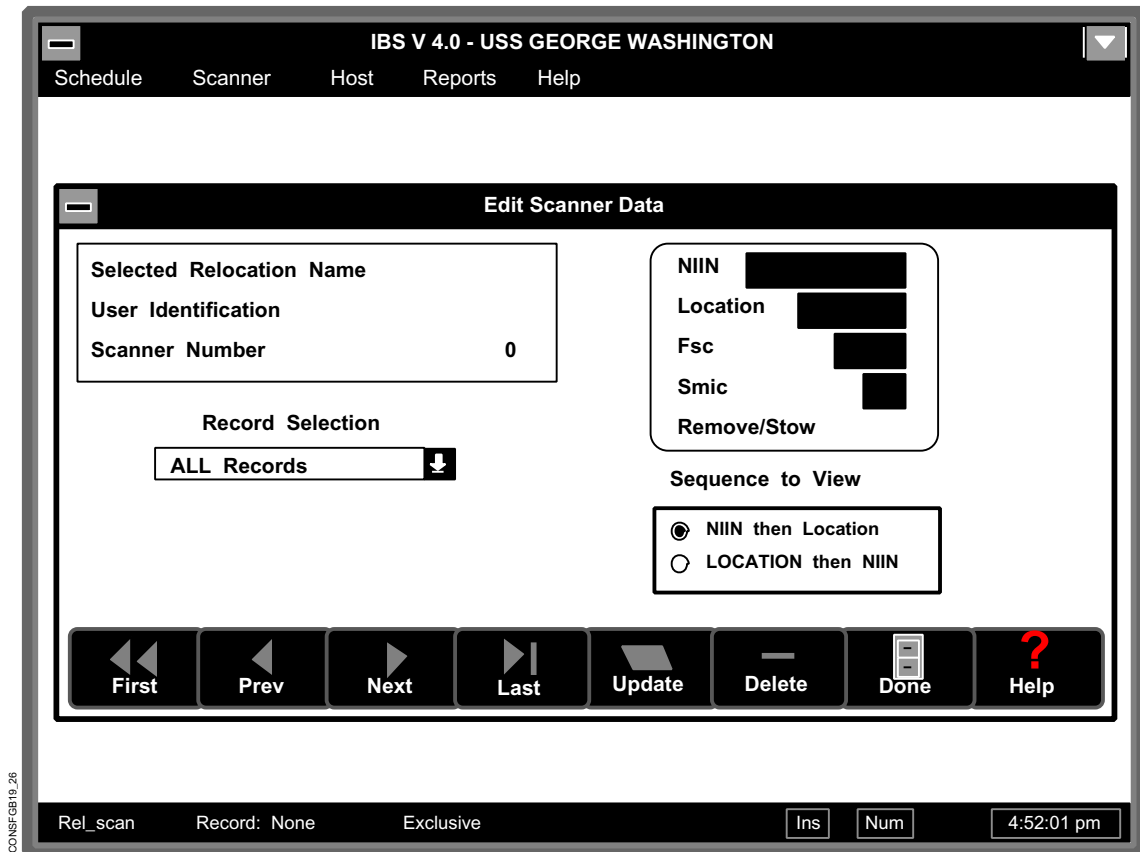 IBS V 4.0 - USS GEORGE WASHINGTON
Schedule Scanner Host Reports Help
Edit Scanner Data
Selected Relocation Name
User Identification
Scanner Number 0
Record Selection
ALL Records
NIIN
Location
Fsc
Smic
Remove/Stow
Sequence to View
NIIN then Location
LOCATION then NIIN
First Prev Next Last Update Delete Done ? Help
Rel_scan Record: None Exclusive Ins Num 4:52:01 pm
CONSFGB19_26